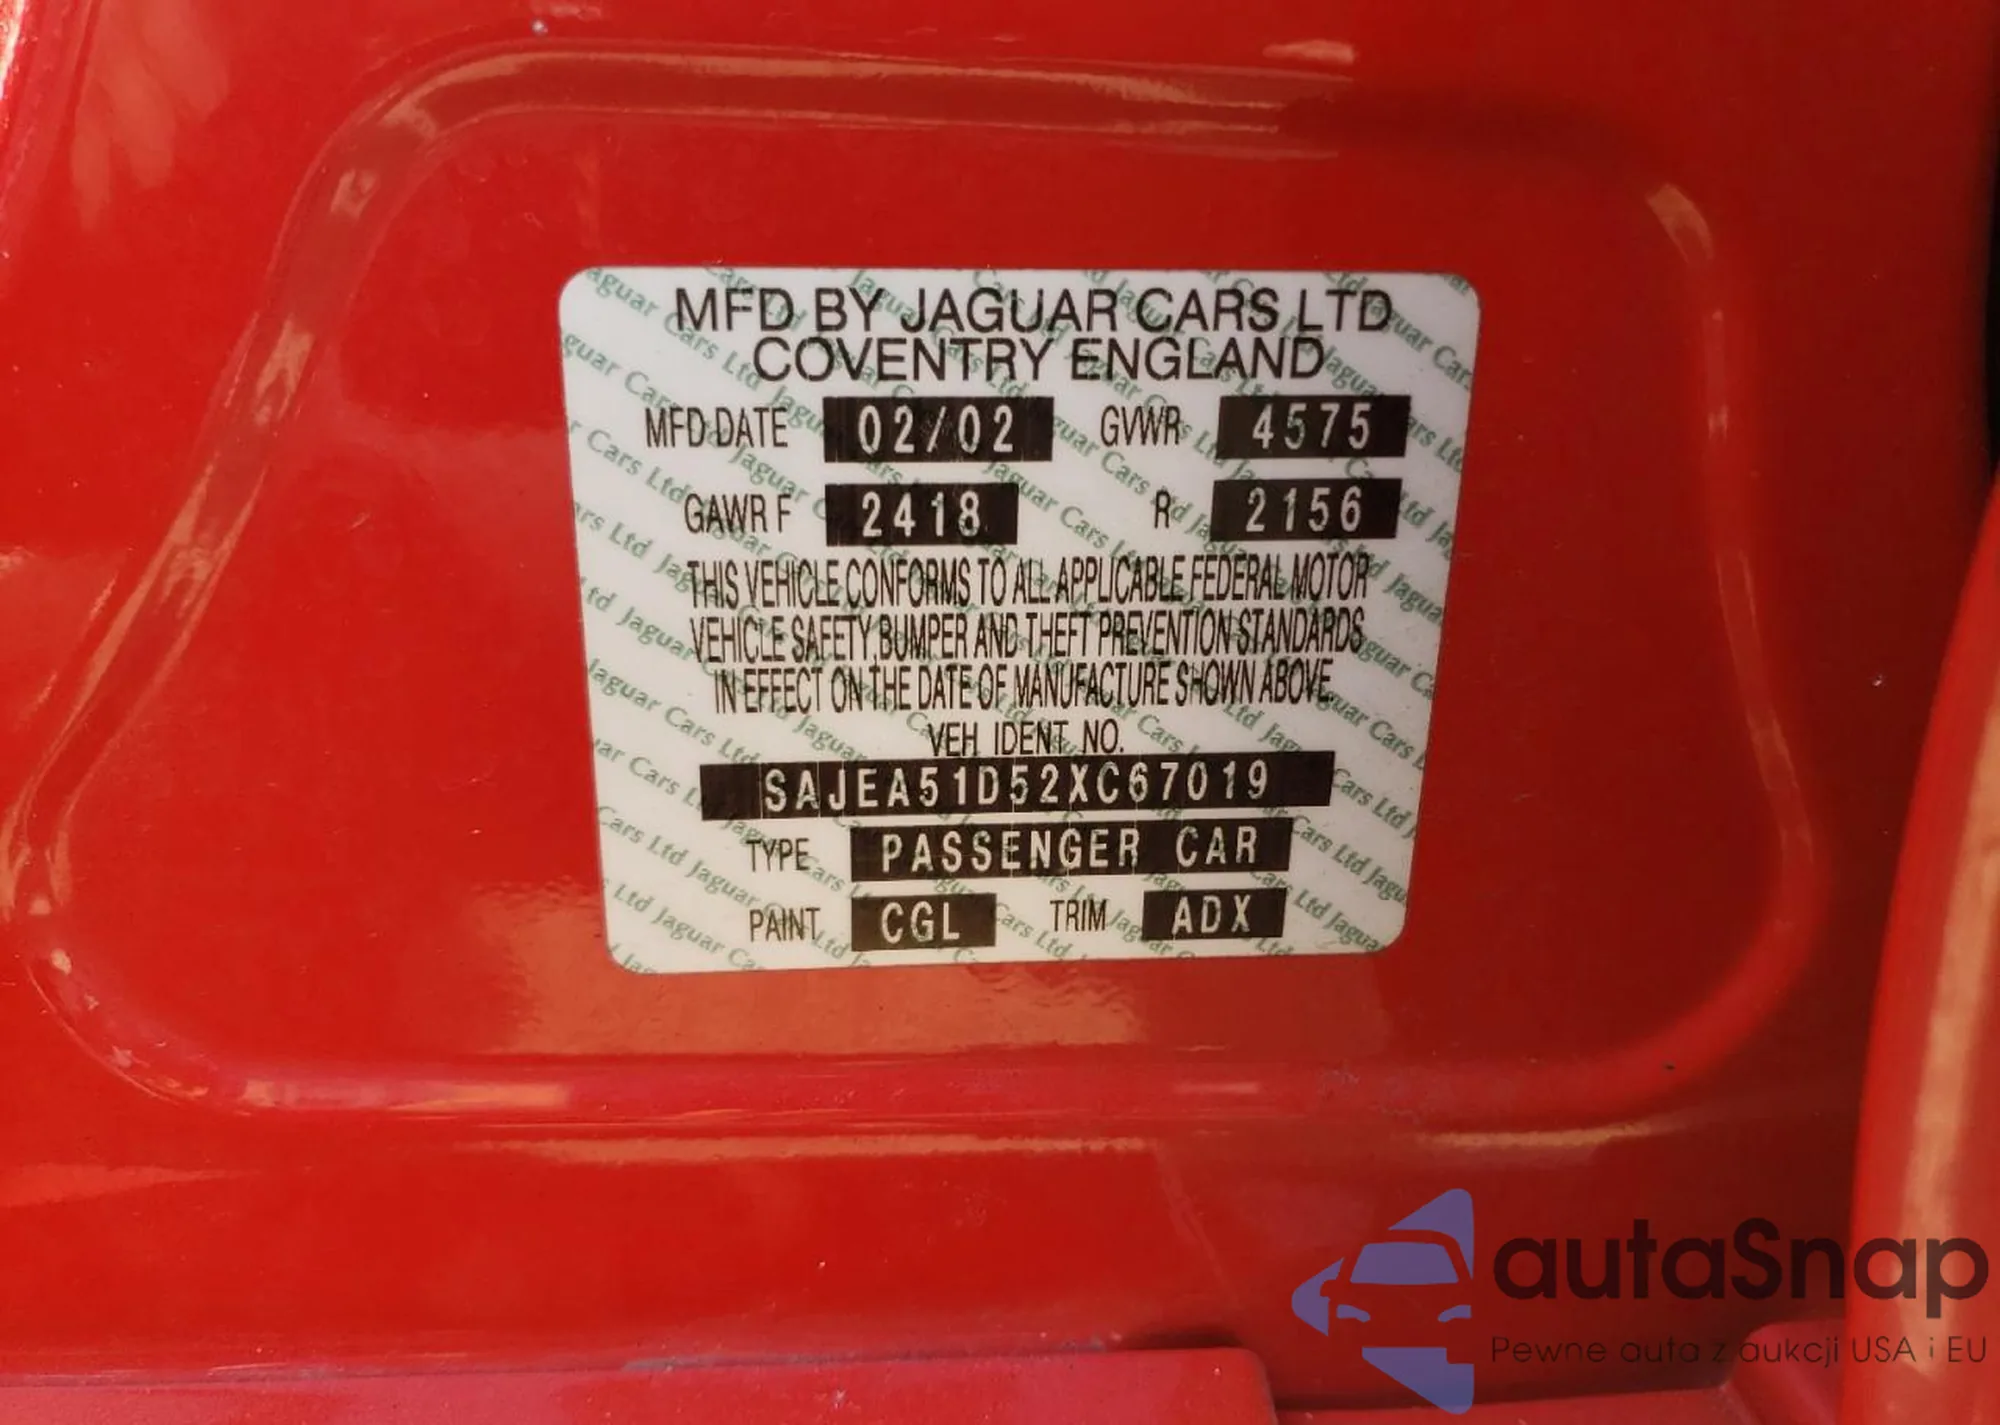 MFD BY JAGUAR CARS LTD
COVENTRY ENGLAND
MFD DATE 02/02 GVWR 4575
GAWR F 2418 R 2156
THIS VEHICLE CONFORMS TO ALL APPLICABLE FEDERAL MOTOR
VEHICLE SAFETY, BUMPER AND THEFT PREVENTION STANDARDS
IN EFFECT ON THE DATE OF MANUFACTURE SHOWN ABOVE.
VEH. IDENT. NO.
SAJEA51D52XC67019
TYPE PASSENGER CAR
PAINT CGL TRIM ADX
autaSnap
Pewne auta z aukcji USA i EU